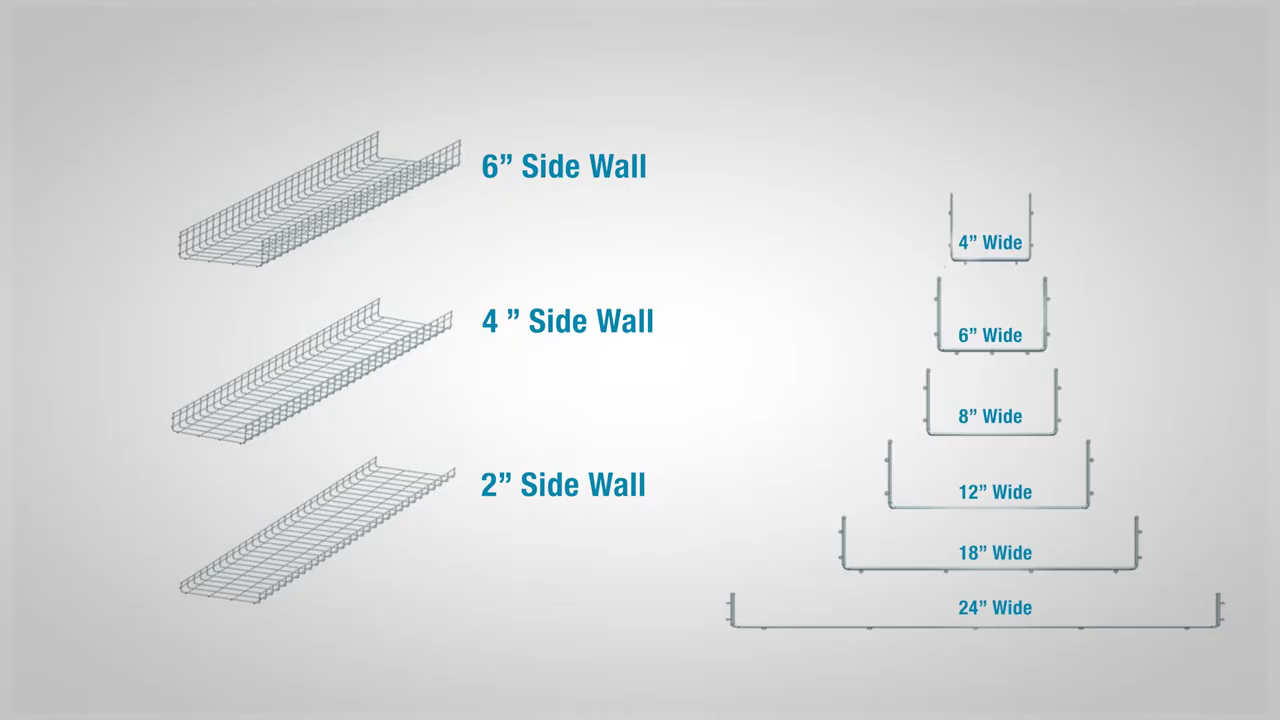 6” Side Wall
4 ” Side Wall
2” Side Wall
4” Wide
6” Wide
8” Wide
12” Wide
18” Wide
24” Wide